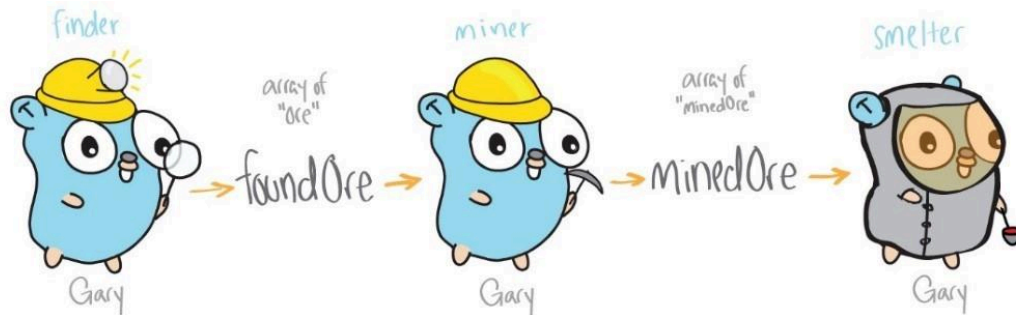 finder
miner
smelter
array of
"Ore"
array of
"minedOre"
foundOre
minedOre
Gary
Gary
Gary